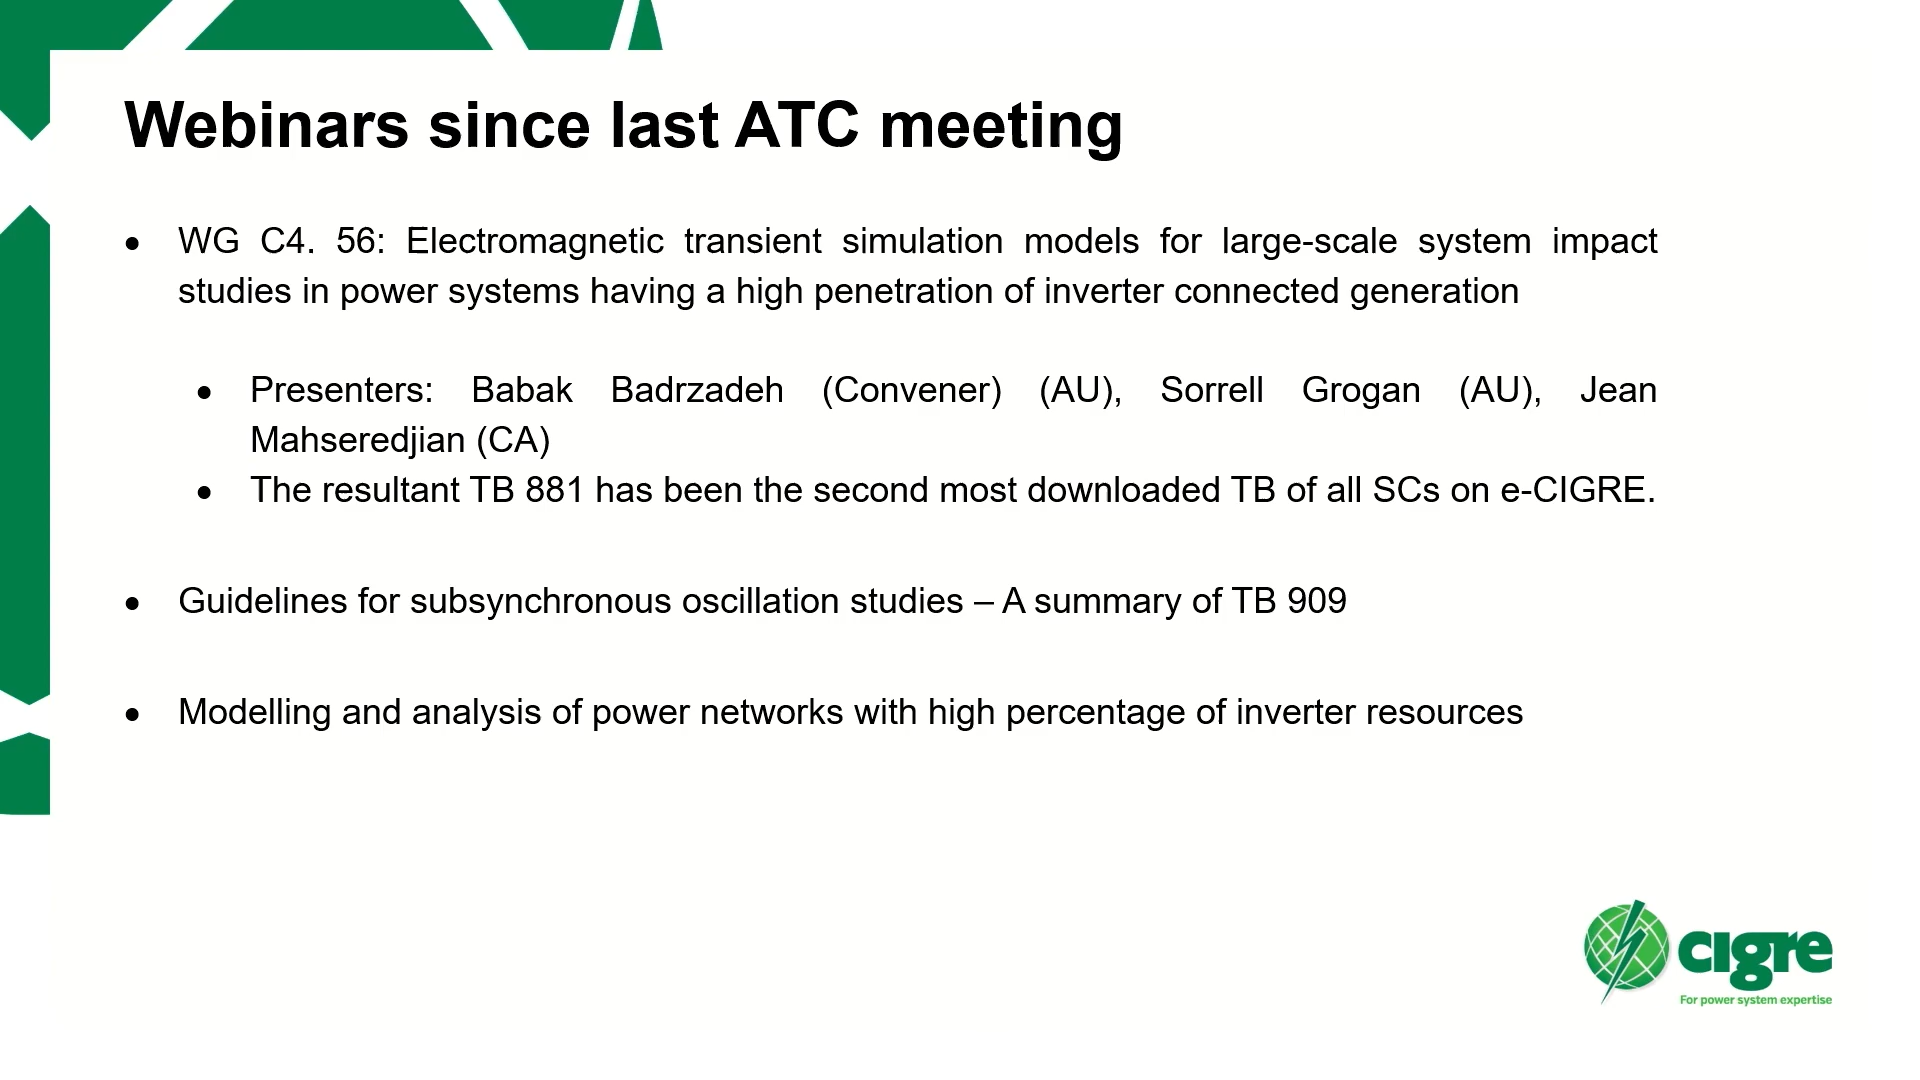 Webinars since last ATC meeting
• WG C4. 56: Electromagnetic transient simulation models for large-scale system impact
studies in power systems having a high penetration of inverter connected generation
• Presenters: Babak Badrzadeh (Convener) (AU), Sorrell Grogan (AU), Jean
Mahseredjian (CA)
• The resultant TB 881 has been the second most downloaded TB of all SCs on e-CIGRE.
• Guidelines for subsynchronous oscillation studies – A summary of TB 909
• Modelling and analysis of power networks with high percentage of inverter resources
cigre
For power system expertise